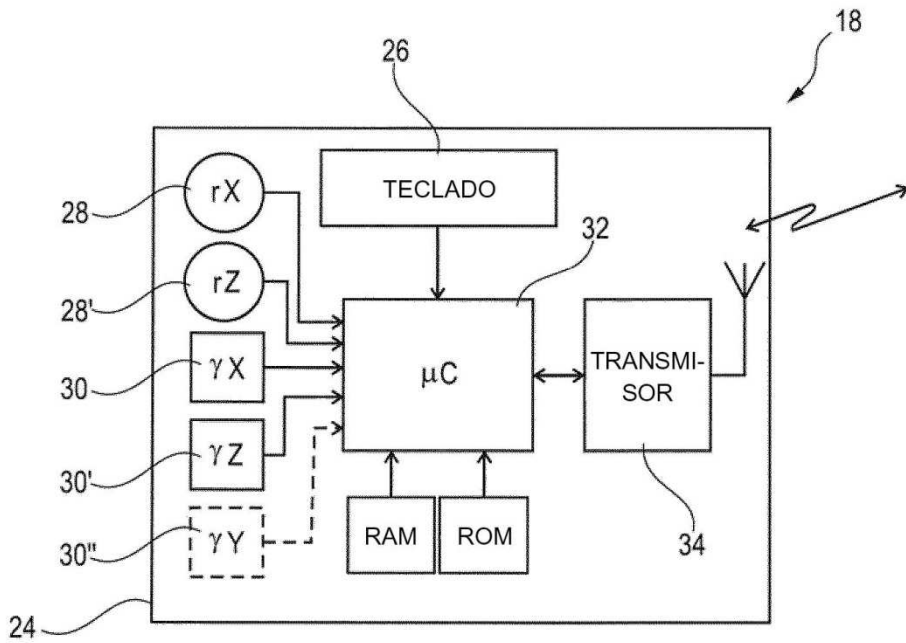 18
26
TECLADO
28
rX
32
28'
rZ
30
γX
μC
TRANSMI-
SOR
30'
γZ
30"
γY
RAM
ROM
34
24